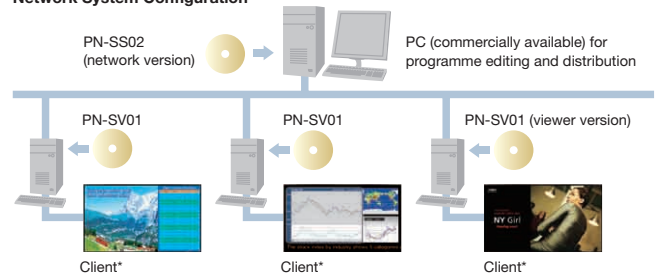 Network System Configuration
PN-SS02
(network version)
PC (commercially available) for
programme editing and distribution
PN-SV01
PN-SV01
PN-SV01 (viewer version)
NY Girl
Client*
Client*
Client*